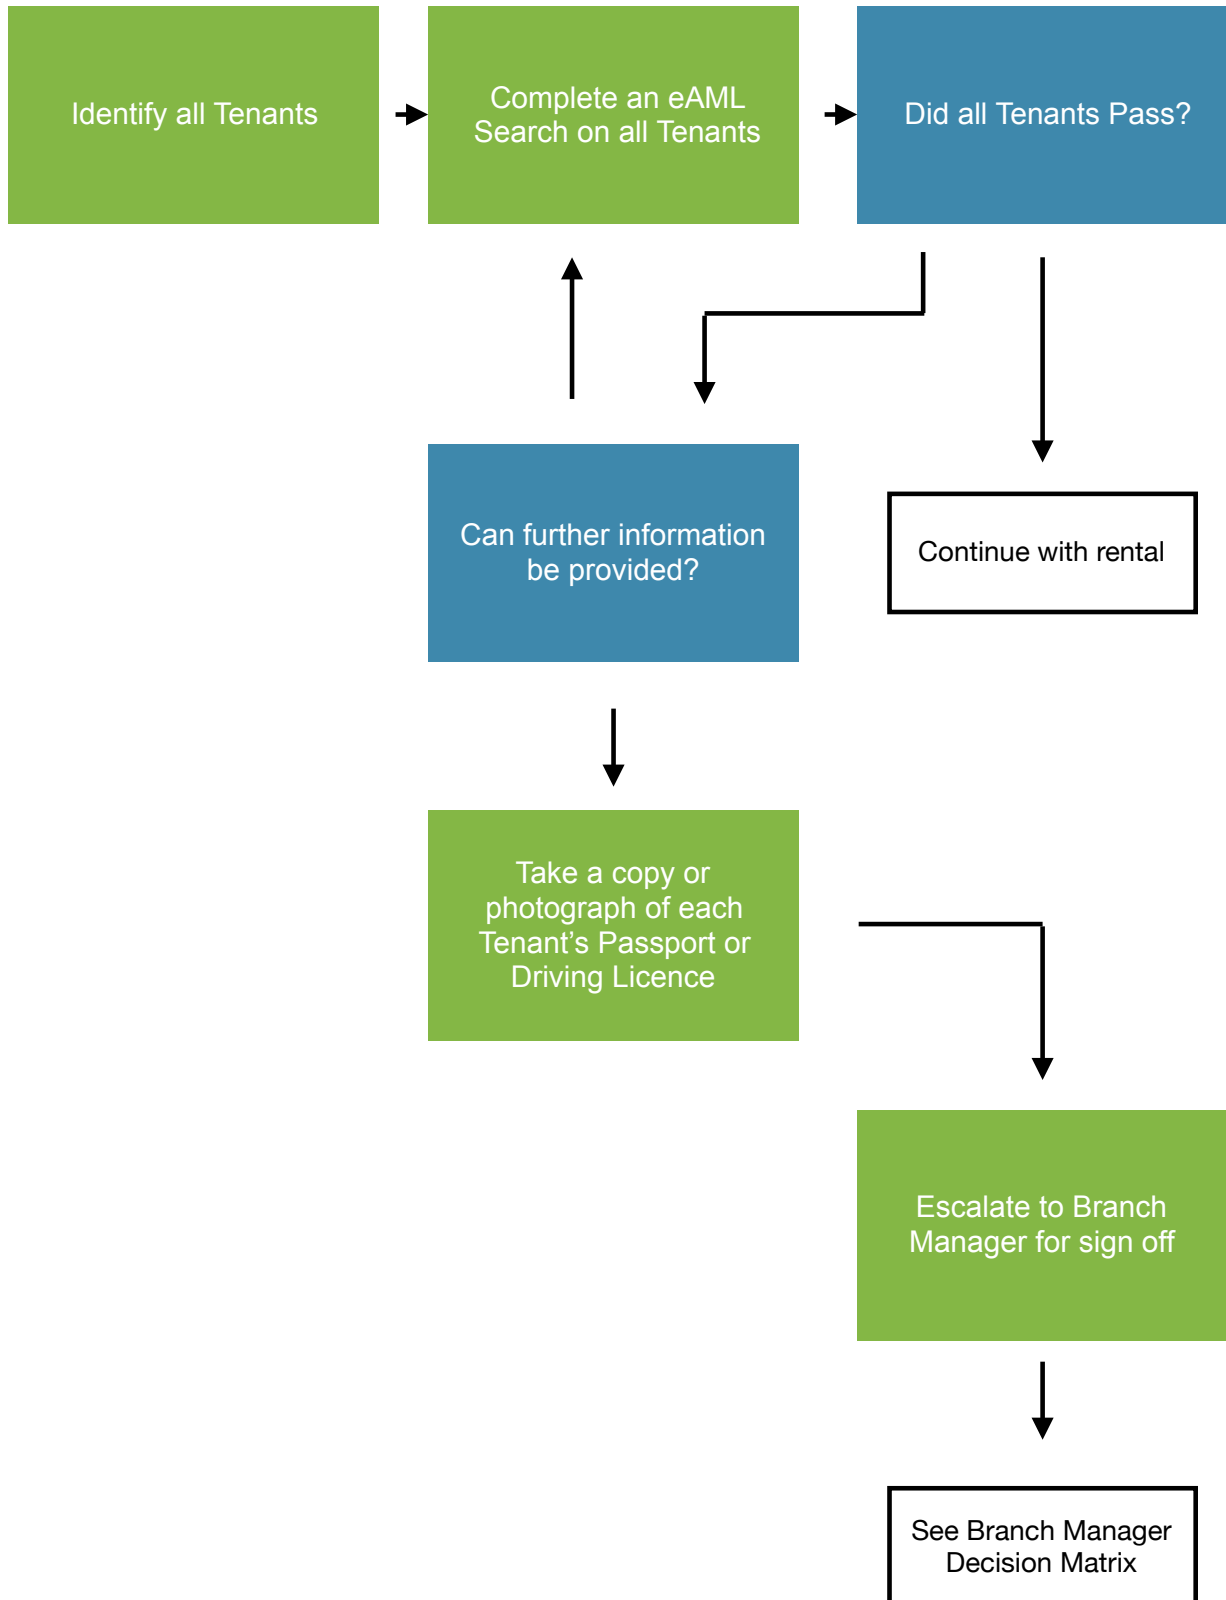 Identify all Tenants
Complete an eAML
Search on all Tenants
Did all Tenants Pass?
Can further information
be provided?
Continue with rental
Take a copy or
photograph of each
Tenant’s Passport or
Driving Licence
Escalate to Branch
Manager for sign off
See Branch Manager
Decision Matrix